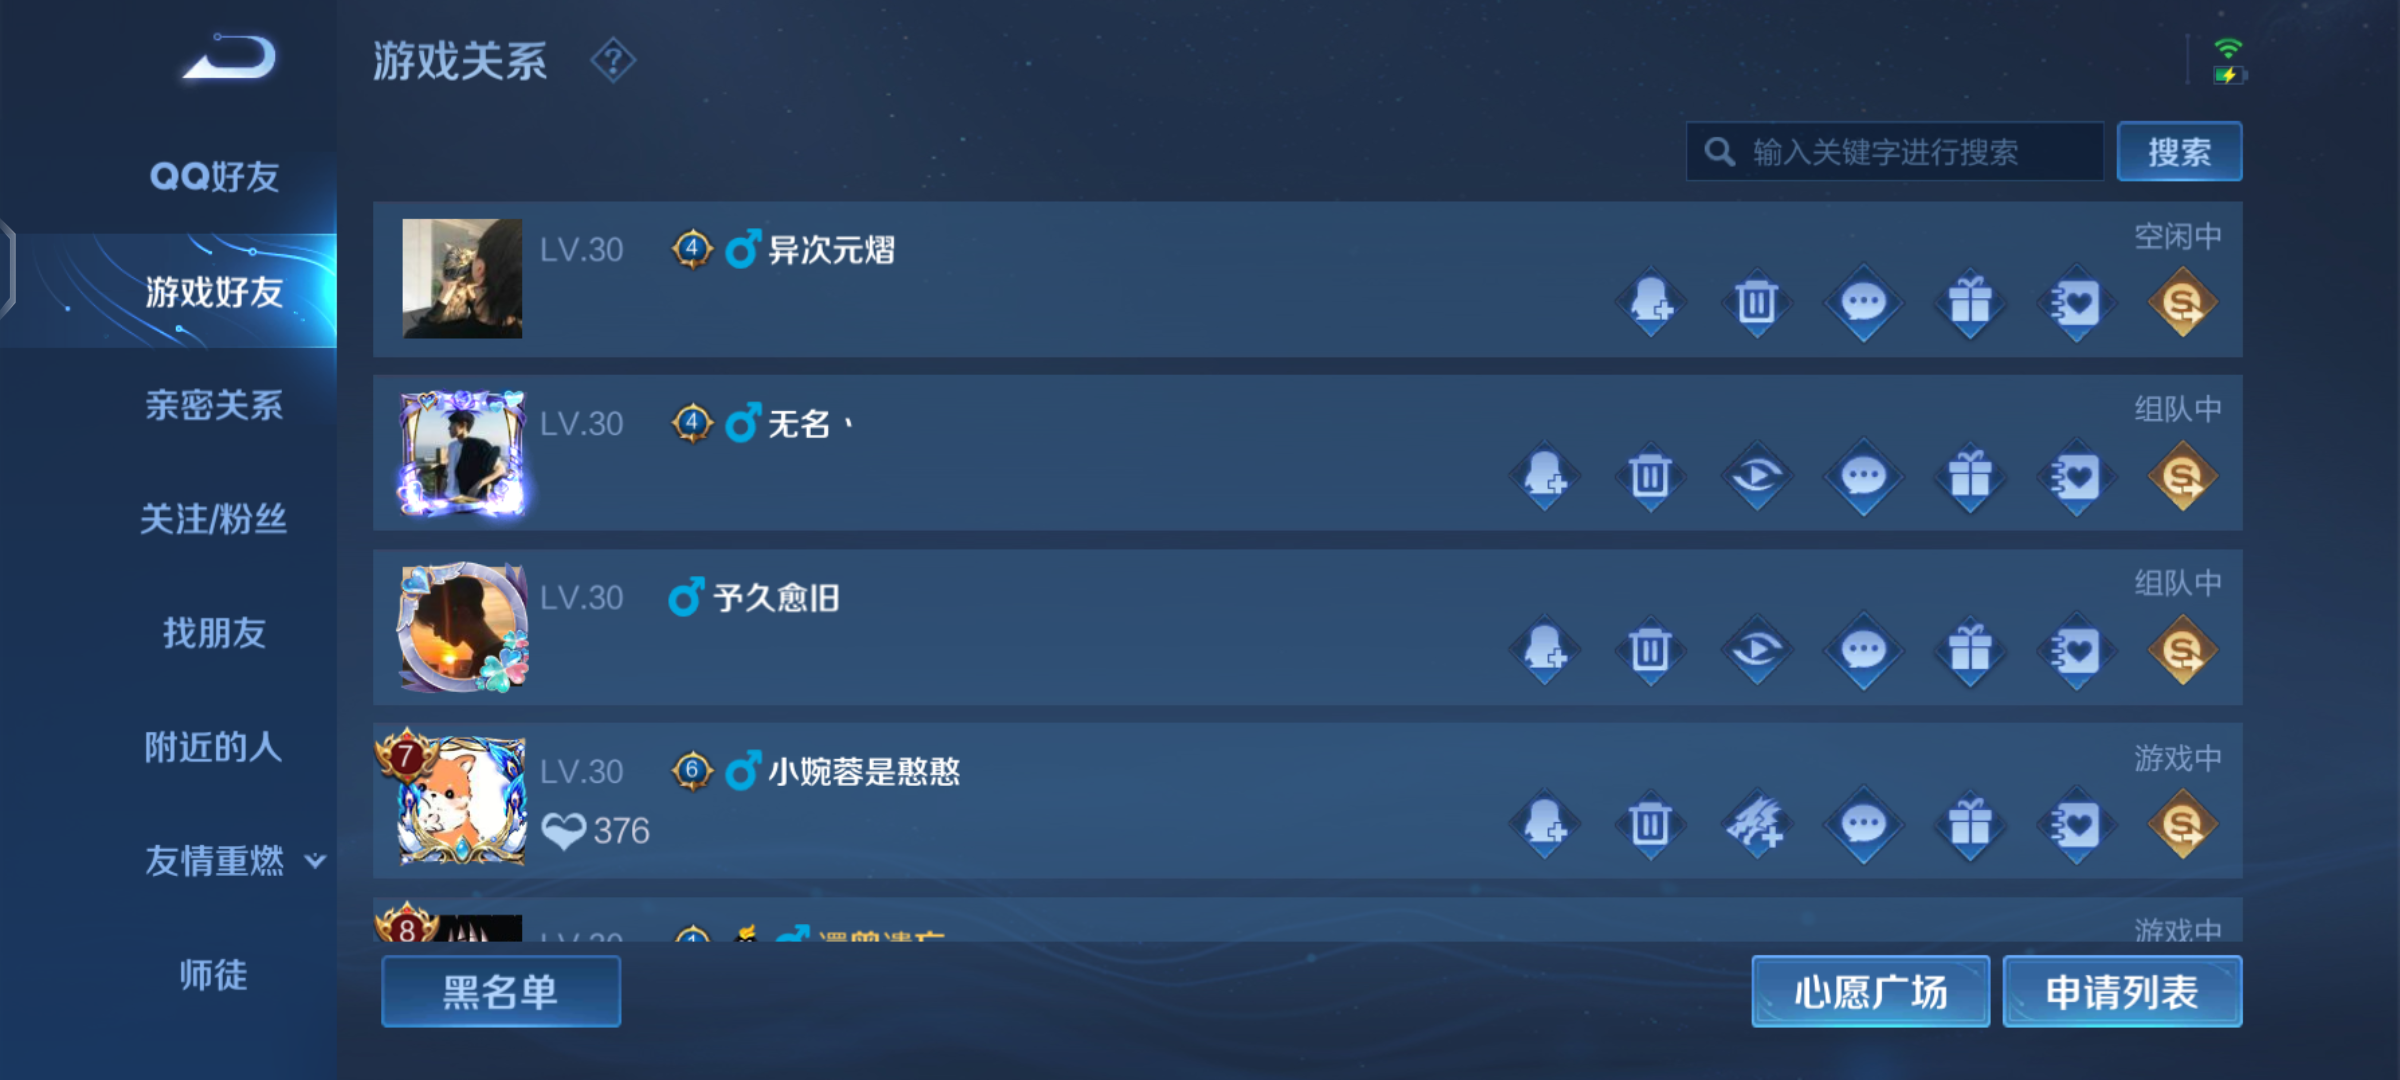 游戏关系
?
QQ好友
游戏好友
亲密关系
关注/粉丝
找朋友
附近的人
友情重燃
师徒
输入关键字进行搜索
搜索
LV.30 4 异次元熠 空闲中
LV.30 4 无名丶 组队中
LV.30 予久愈旧 组队中
7 LV.30 6 小婉蓉是憨憨 游戏中
376
8 LV.30 1 游戏中
黑名单
心愿广场
申请列表